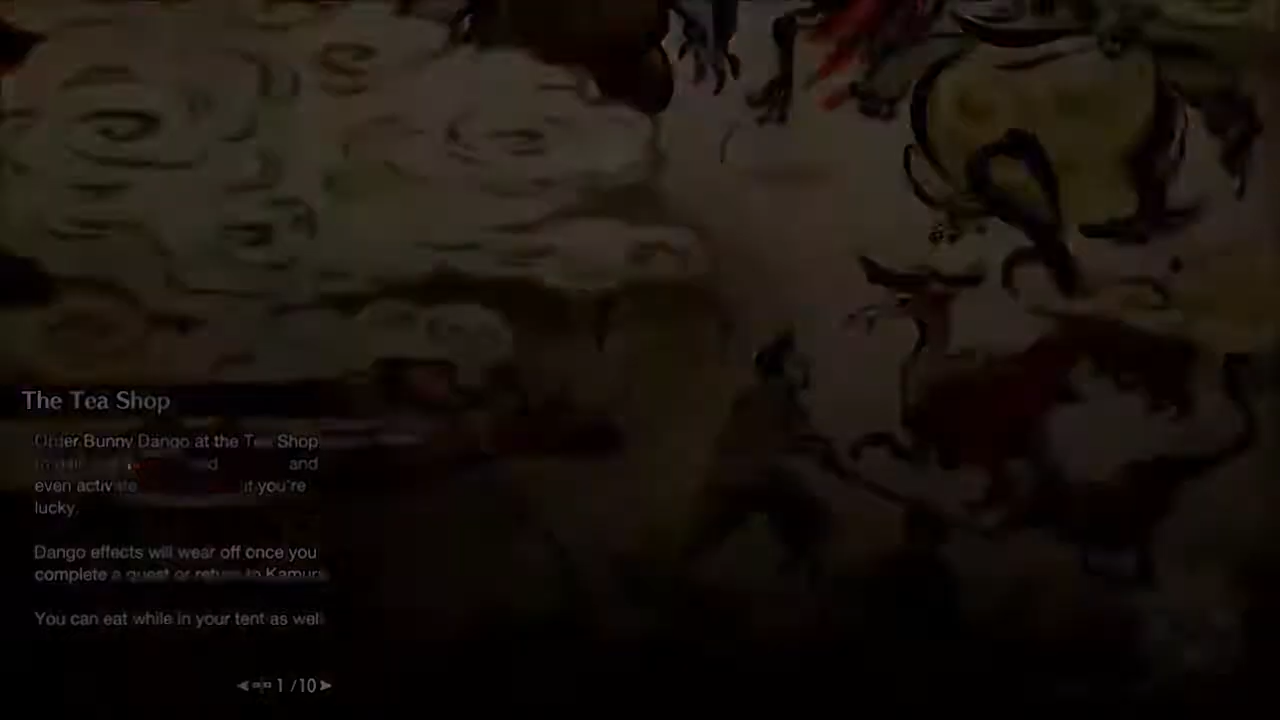 The Tea Shop
Order Bunny Dango at the Tea Shop
and
even activate if you're
lucky.
Dango effects will wear off once you
complete a quest or return to Kamura
You can eat while in your tent as well
1 / 10